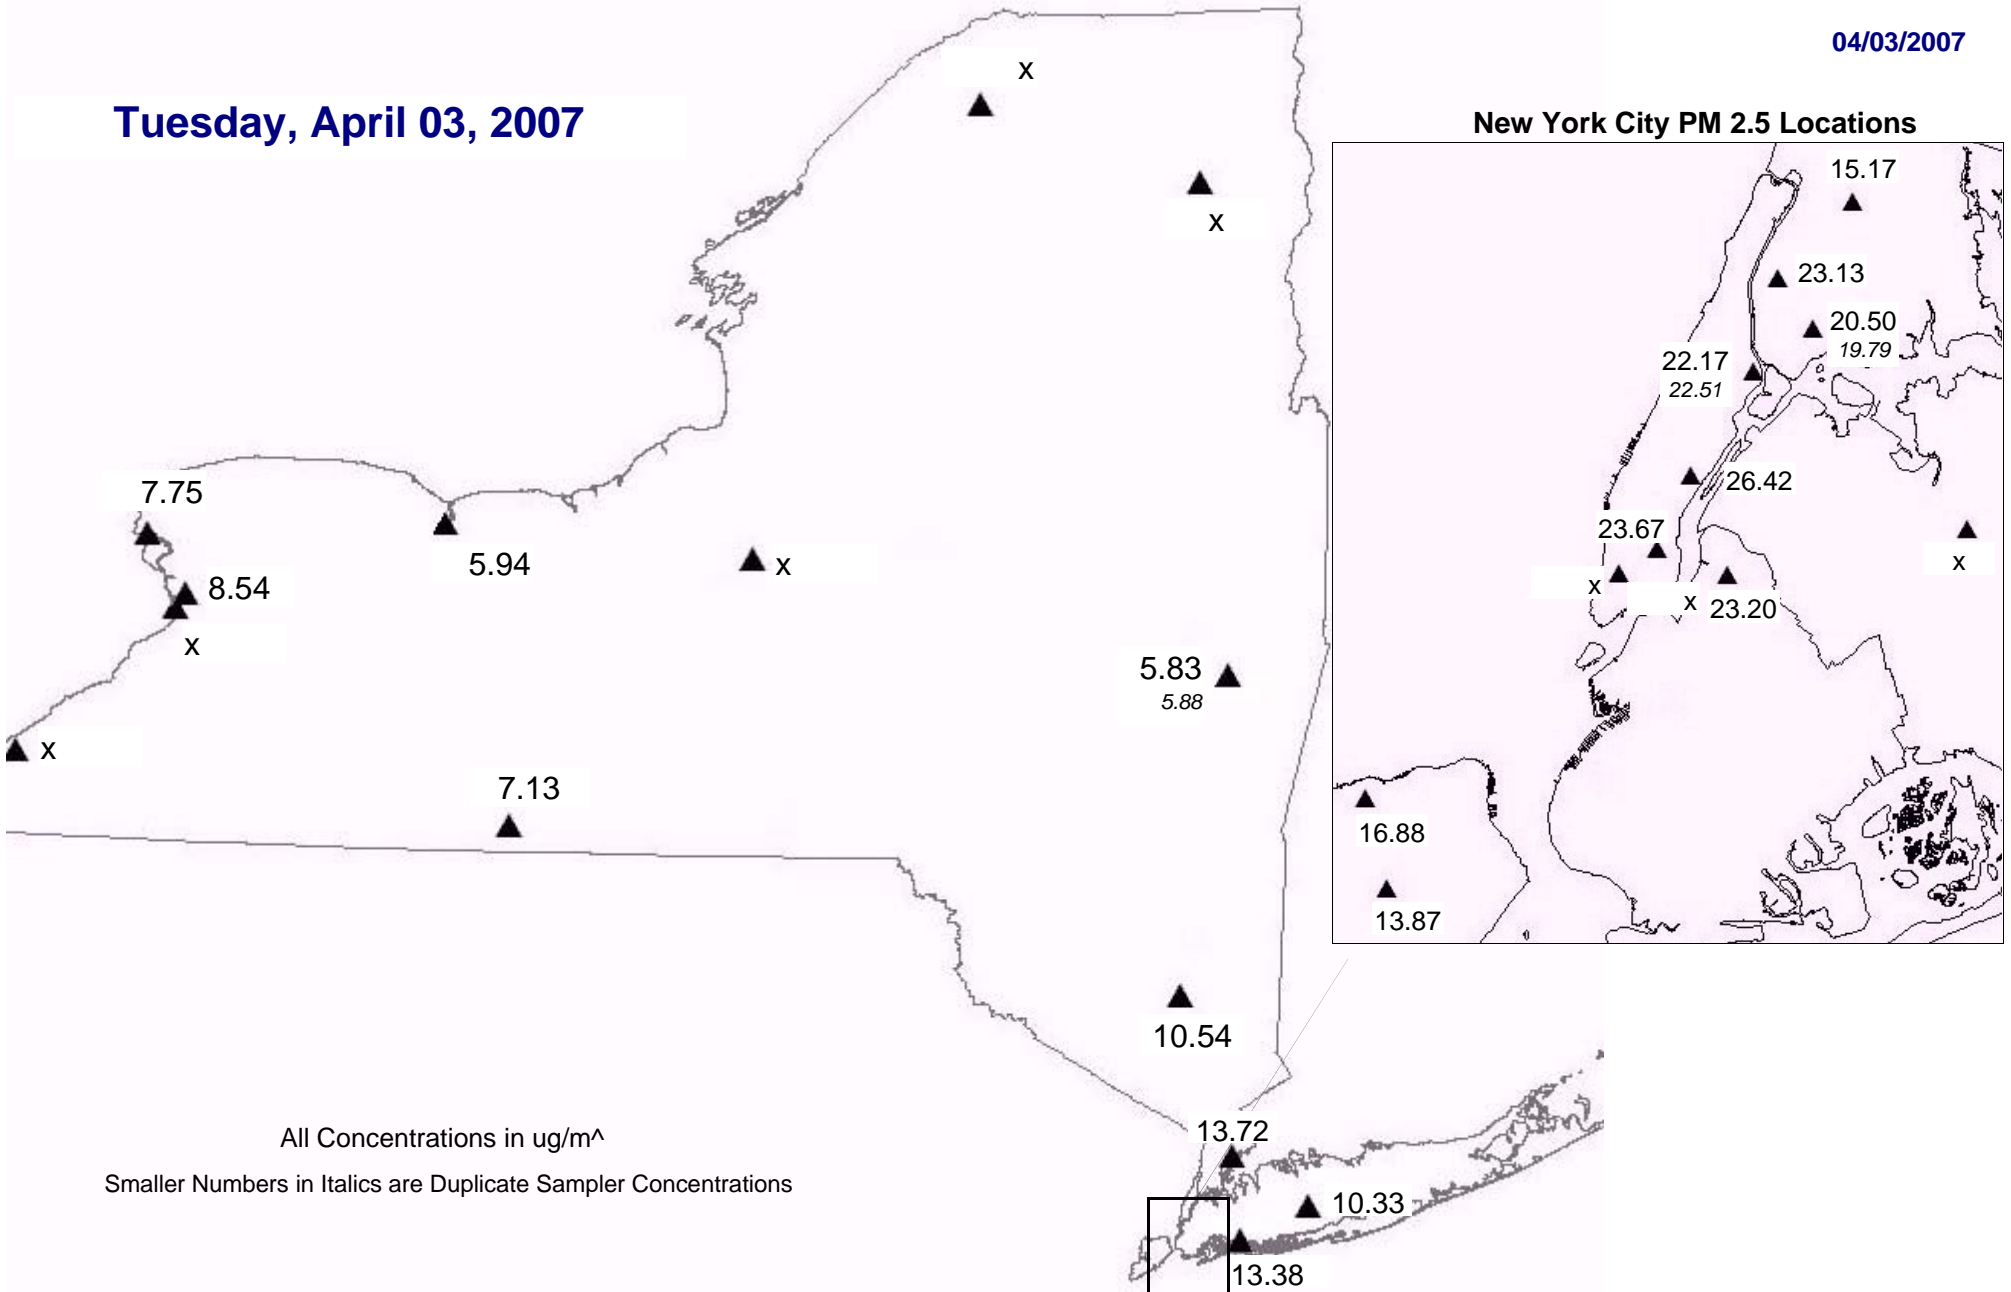 04/03/2007
Tuesday, April 03, 2007
x
x
7.75
8.54
x
5.94
x
x
5.83
5.88
7.13
10.54
13.72
10.33
13.38
All Concentrations in ug/m^
Smaller Numbers in Italics are Duplicate Sampler Concentrations
New York City PM 2.5 Locations
15.17
23.13
20.50
19.79
22.17
22.51
26.42
23.67
x
x
x
23.20
16.88
13.87